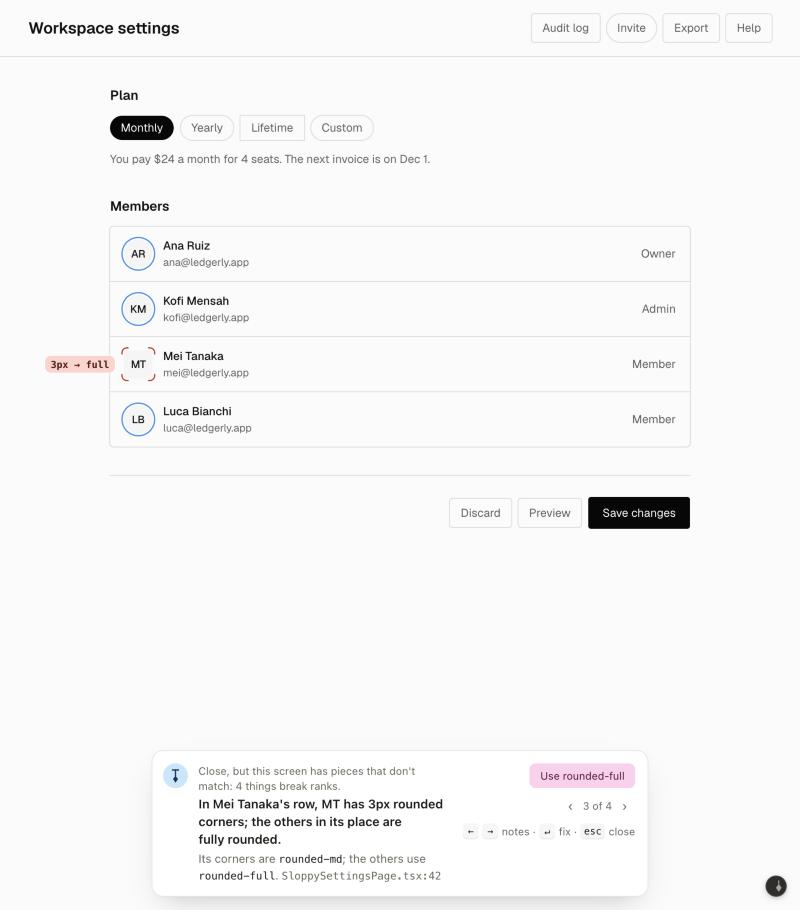 Workspace settings
Audit log
Invite
Export
Help
Plan
Monthly
Yearly
Lifetime
Custom
You pay $24 a month for 4 seats. The next invoice is on Dec 1.
Members
AR
Ana Ruiz
ana@ledgerly.app
Owner
KM
Kofi Mensah
kofi@ledgerly.app
Admin
3px → full
MT
Mei Tanaka
mei@ledgerly.app
Member
LB
Luca Bianchi
luca@ledgerly.app
Member
Discard
Preview
Save changes
Close, but this screen has pieces that don't
match: 4 things break ranks.
In Mei Tanaka's row, MT has 3px rounded
corners; the others in its place are
fully rounded.
Its corners are rounded-md; the others use
rounded-full. SloppySettingsPage.tsx:42
Use rounded-full
‹ 3 of 4 ›
← → notes · ↵ fix · esc close